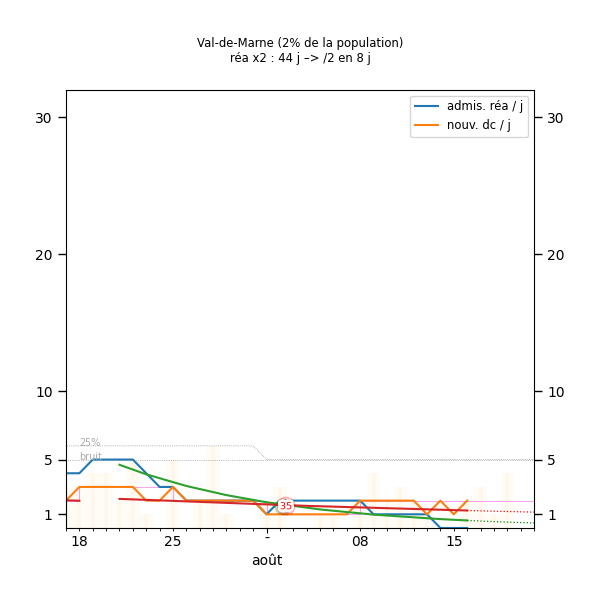 Val-de-Marne (2% de la population)
réa x2 : 44 j –> /2 en 8 j
admis. réa / j
nouv. dc / j
30 30
20 20
10 10
25%
bruit
5 5
35
1 1
18 25 - 08 15
août